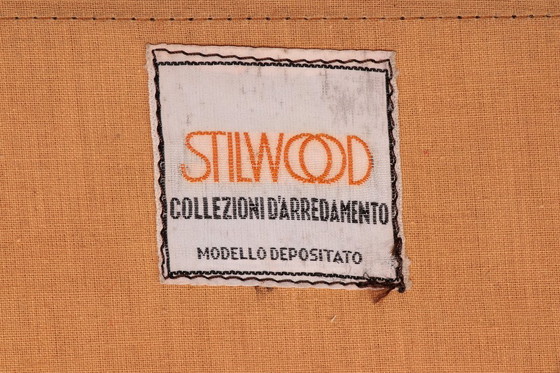 STILWOOD
COLLEZIONI D'ARREDAMENTO
MODELLO DEPOSITATO